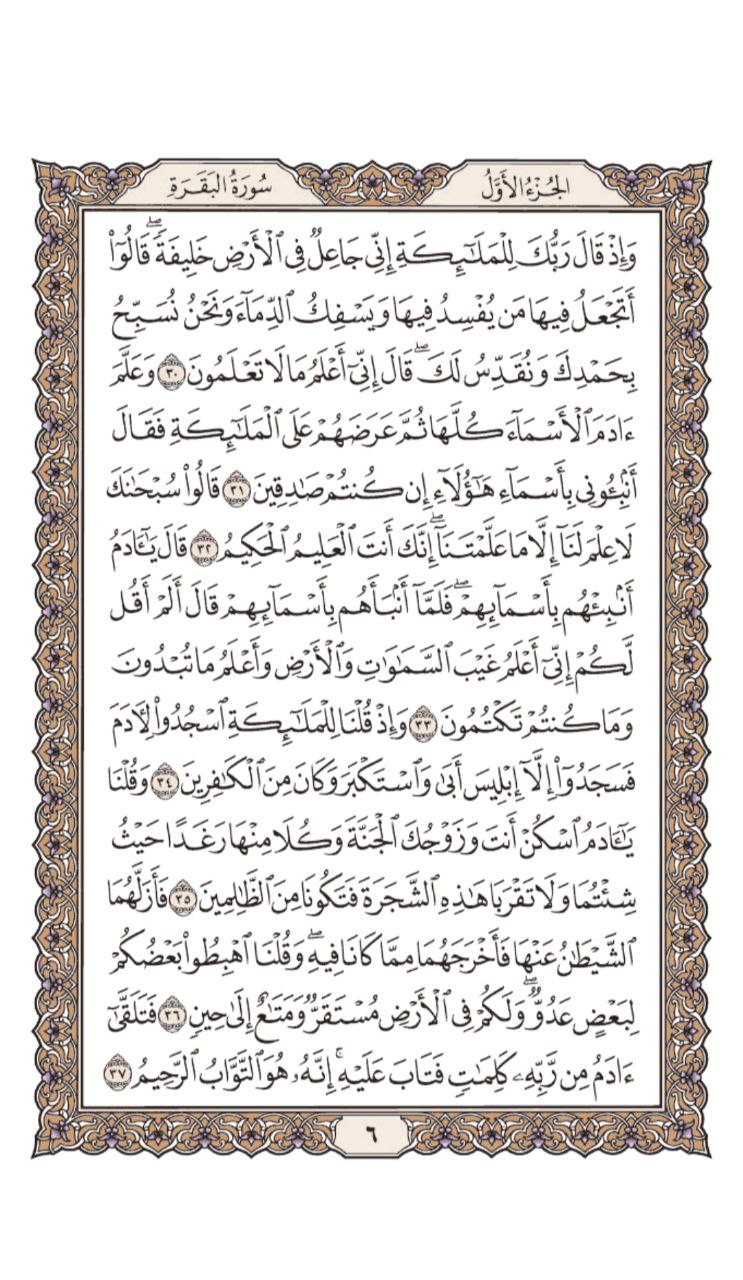 الجُزْءُ الأَوَّلُ
سُورَةُ البَقَرَةِ
وَإِذْ قَالَ رَبُّكَ لِلْمَلَٰٓئِكَةِ إِنِّي جَاعِلٌ فِي ٱلْأَرْضِ خَلِيفَةًۖ قَالُوٓاْ
أَتَجْعَلُ فِيهَا مَن يُفْسِدُ فِيهَا وَيَسْفِكُ ٱلدِّمَآءَ وَنَحْنُ نُسَبِّحُ
بِحَمْدِكَ وَنُقَدِّسُ لَكَۖ قَالَ إِنِّيٓ أَعْلَمُ مَا لَا تَعْلَمُونَ ٣٠ وَعَلَّمَ
ءَادَمَ ٱلْأَسْمَآءَ كُلَّهَا ثُمَّ عَرَضَهُمْ عَلَى ٱلْمَلَٰٓئِكَةِ فَقَالَ
أَنۢبِـُٔونِي بِأَسْمَآءِ هَٰٓؤُلَآءِ إِن كُنتُمْ صَٰدِقِينَ ٣١ قَالُواْ سُبْحَٰنَكَ
لَا عِلْمَ لَنَآ إِلَّا مَا عَلَّمْتَنَآۖ إِنَّكَ أَنتَ ٱلْعَلِيمُ ٱلْحَكِيمُ ٣٢ قَالَ يَٰٓـَٔادَمُ
أَنۢبِئْهُم بِأَسْمَآئِهِمْۖ فَلَمَّآ أَنۢبَأَهُم بِأَسْمَآئِهِمْ قَالَ أَلَمْ أَقُل
لَّكُمْ إِنِّيٓ أَعْلَمُ غَيْبَ ٱلسَّمَٰوَٰتِ وَٱلْأَرْضِ وَأَعْلَمُ مَا تُبْدُونَ
وَمَا كُنتُمْ تَكْتُمُونَ ٣٣ وَإِذْ قُلْنَا لِلْمَلَٰٓئِكَةِ ٱسْجُدُواْ لِأٓدَمَ
فَسَجَدُوٓاْ إِلَّآ إِبْلِيسَ أَبَىٰ وَٱسْتَكْبَرَ وَكَانَ مِنَ ٱلْكَٰفِرِينَ ٣٤ وَقُلْنَا
يَٰٓـَٔادَمُ ٱسْكُنْ أَنتَ وَزَوْجُكَ ٱلْجَنَّةَ وَكُلَا مِنْهَا رَغَدًا حَيْثُ
شِئْتُمَا وَلَا تَقْرَبَا هَٰذِهِ ٱلشَّجَرَةَ فَتَكُونَا مِنَ ٱلظَّٰلِمِينَ ٣٥ فَأَزَلَّهُمَا
ٱلشَّيْطَٰنُ عَنْهَا فَأَخْرَجَهُمَا مِمَّا كَانَا فِيهِۖ وَقُلْنَا ٱهْبِطُواْ بَعْضُكُمْ
لِبَعْضٍ عَدُوٌّۖ وَلَكُمْ فِي ٱلْأَرْضِ مُسْتَقَرٌّ وَمَتَٰعٌ إِلَىٰ حِينٍ ٣٦ فَتَلَقَّىٰٓ
ءَادَمُ مِن رَّبِّهِۦ كَلِمَٰتٍ فَتَابَ عَلَيْهِۚ إِنَّهُۥ هُوَ ٱلتَّوَّابُ ٱلرَّحِيمُ ٣٧
٦